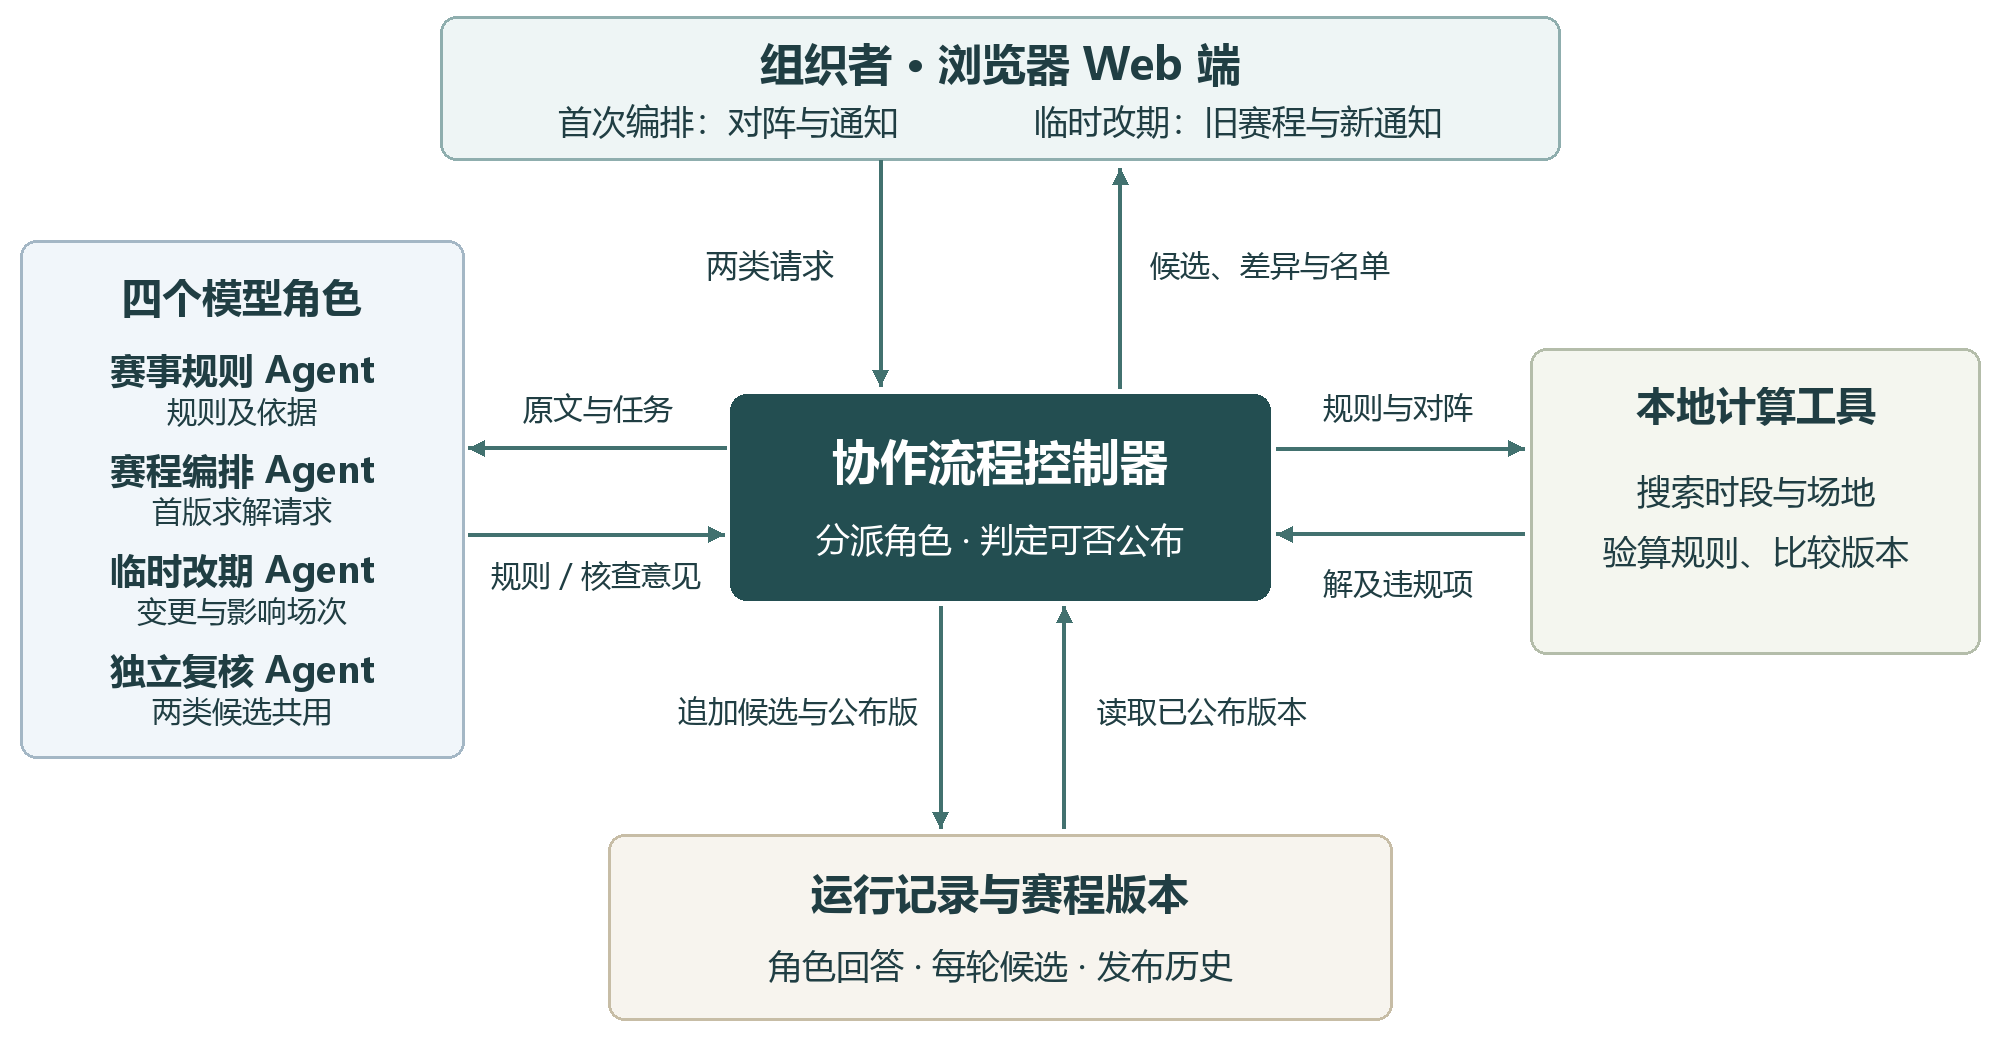 组织者 • 浏览器 Web 端
首次编排：对阵与通知
临时改期：旧赛程与新通知
两类请求
候选、差异与名单
四个模型角色
赛事规则 Agent
规则及依据
赛程编排 Agent
首版求解请求
临时改期 Agent
变更与影响场次
独立复核 Agent
两类候选共用
原文与任务
规则 / 核查意见
协作流程控制器
分派角色 · 判定可否公布
规则与对阵
解及违规项
本地计算工具
搜索时段与场地
验算规则、比较版本
追加候选与公布版
读取已公布版本
运行记录与赛程版本
角色回答 · 每轮候选 · 发布历史